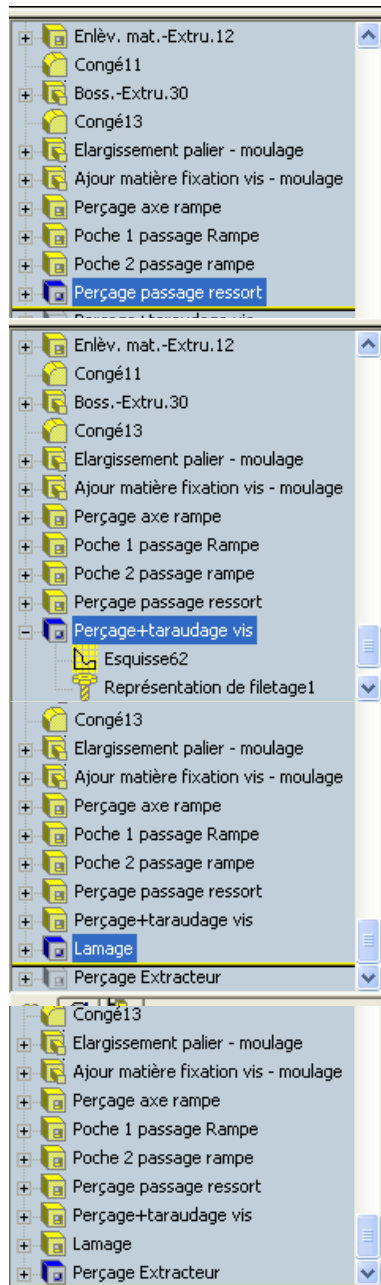 Enlèv. mat.-Extru.12
Congé11
Boss.-Extru.30
Congé13
Elargissement palier - moulage
Ajour matière fixation vis - moulage
Perçage axe rampe
Poche 1 passage Rampe
Poche 2 passage rampe
Perçage passage ressort
Perçage+taraudage vis
Enlèv. mat.-Extru.12
Congé11
Boss.-Extru.30
Congé13
Elargissement palier - moulage
Ajour matière fixation vis - moulage
Perçage axe rampe
Poche 1 passage Rampe
Poche 2 passage rampe
Perçage passage ressort
Perçage+taraudage vis
Esquisse62
Représentation de filetage1
Congé13
Elargissement palier - moulage
Ajour matière fixation vis - moulage
Perçage axe rampe
Poche 1 passage Rampe
Poche 2 passage rampe
Perçage passage ressort
Perçage+taraudage vis
Lamage
Perçage Extracteur
Congé13
Elargissement palier - moulage
Ajour matière fixation vis - moulage
Perçage axe rampe
Poche 1 passage Rampe
Poche 2 passage rampe
Perçage passage ressort
Perçage+taraudage vis
Lamage
Perçage Extracteur